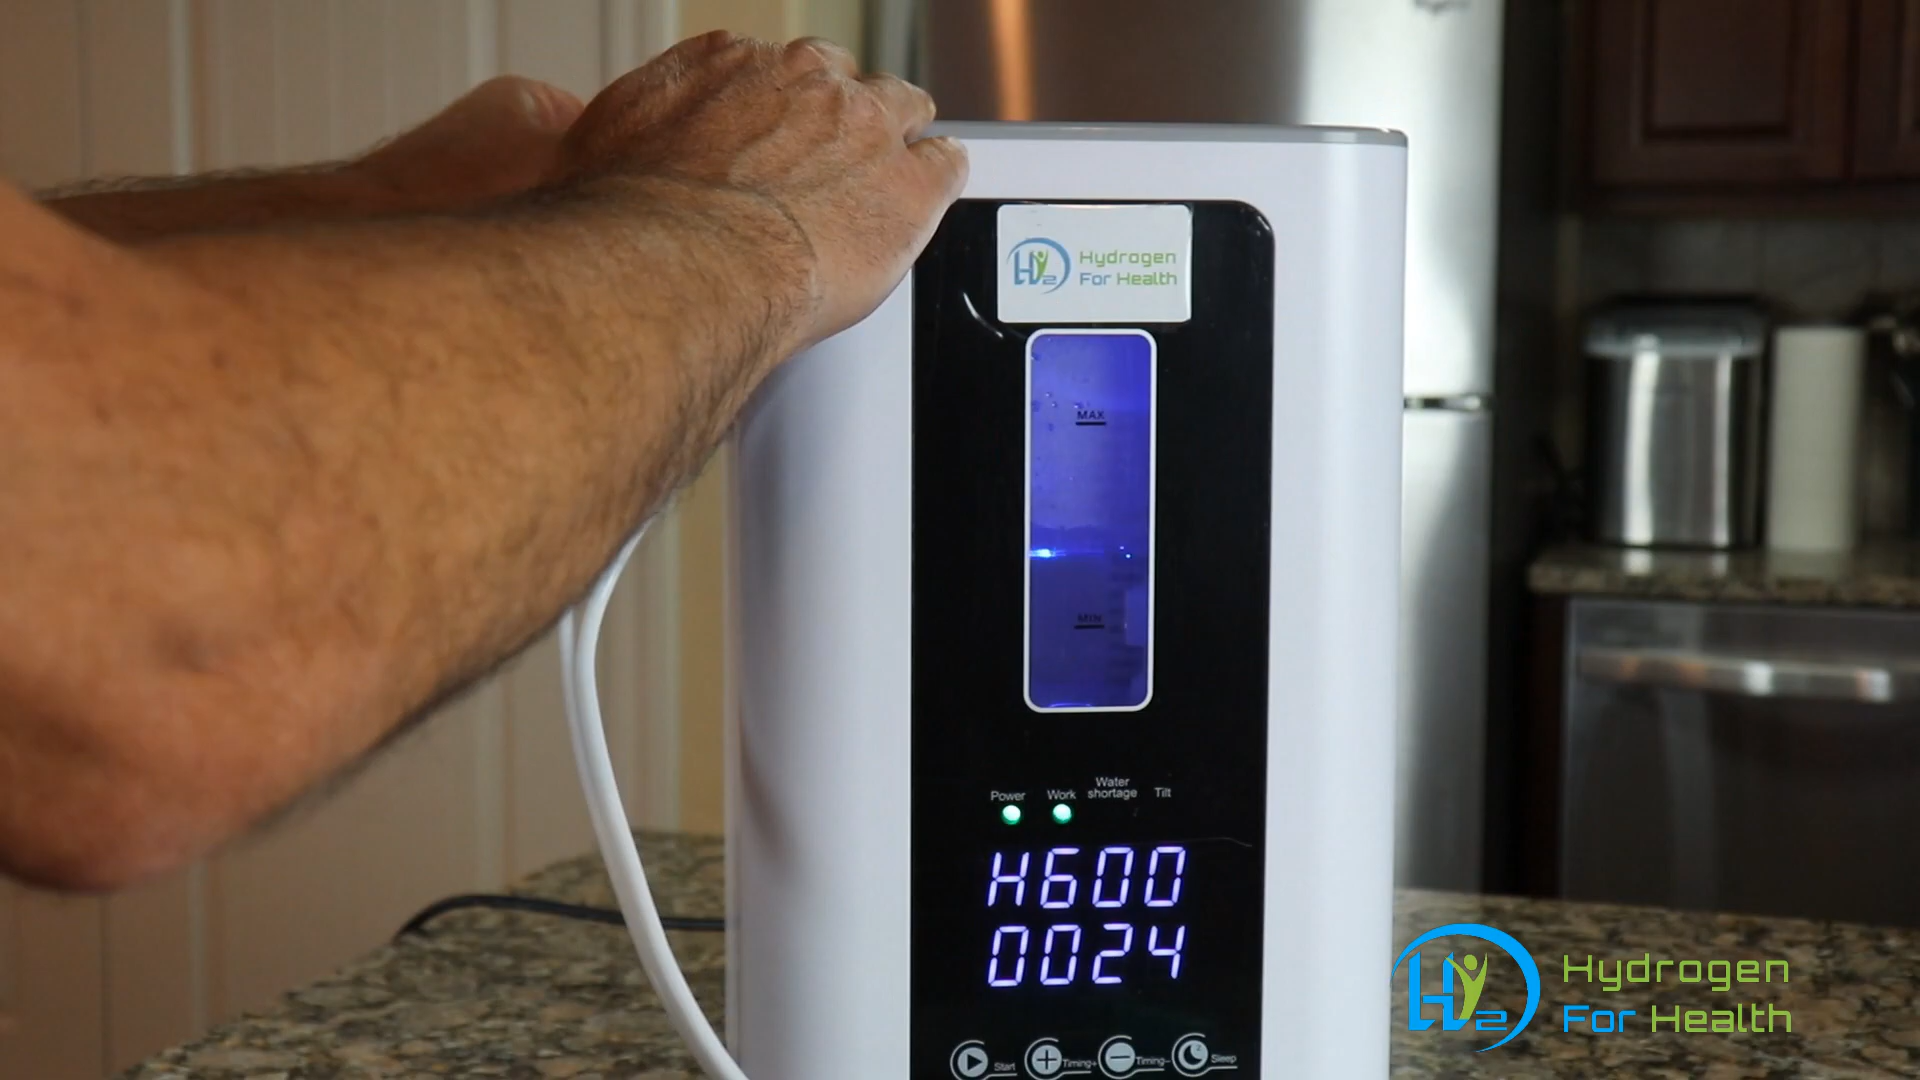 Hydrogen
For Health
MAX
MIN
Power
Work
Water
shortage
Tilt
H600
0024
Start
Timing+
Timing-
Sleep
H2
Hydrogen
For Health